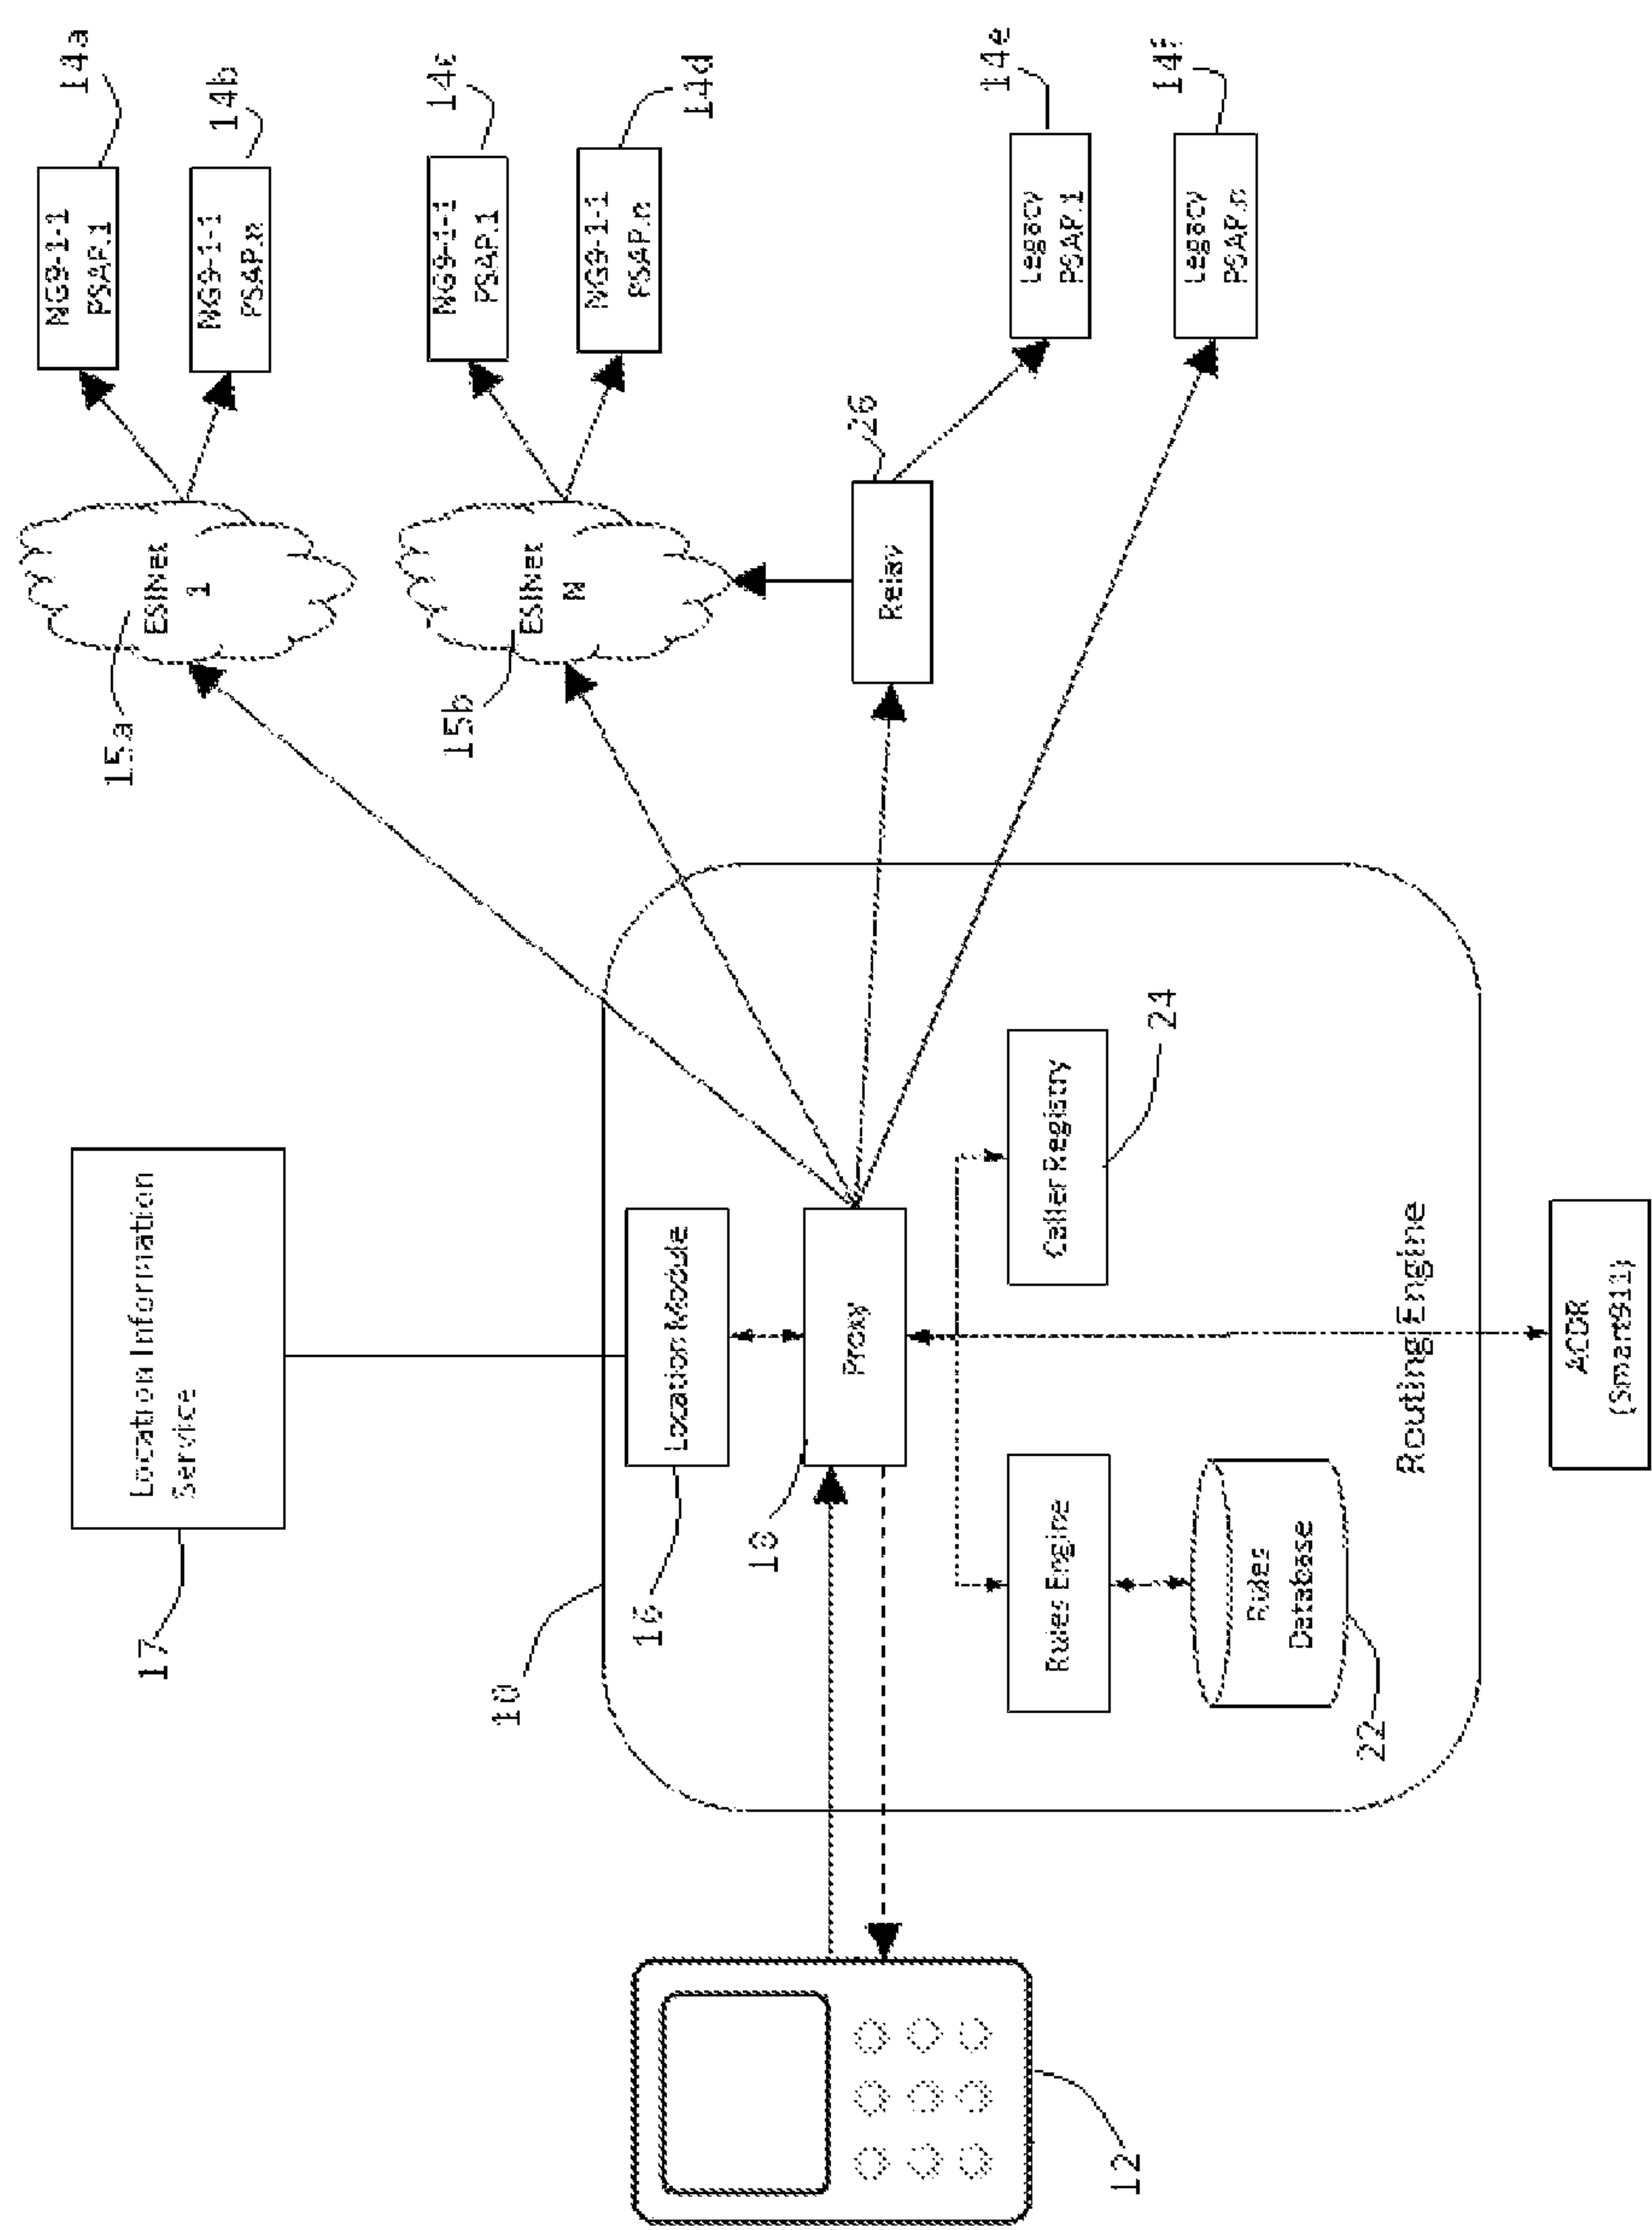 14a
NG9-1-1
PSAP.1
Location Information
Service
17
15a
ESINet
1
NG9-1-1
PSAP.n
14b
14c
NG9-1-1
PSAP.1
15b
ESINet
N
NG9-1-1
PSAP.n
14d
10
16
Location Module
18
Proxy
26
Relay
14e
Legacy
PSAP.1
Rules Engine
Caller Registry
24
14f
Legacy
PSAP.n
12
Rules
Database
22
Routing Engine
ACDR
(Smart911)